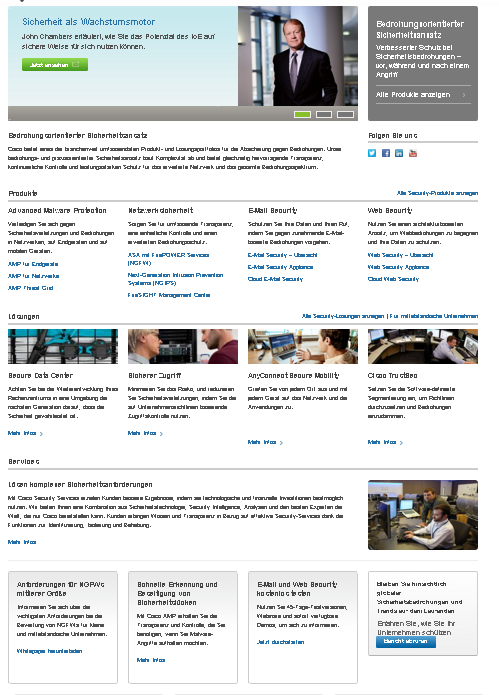 Sicherheit als Wachstumsmotor
John Chambers erläutert, wie Sie das Potenzial des IoE auf
sichere Weise für sich nutzen können.
Jetzt ansehen
Bedrohungsorientierter
Sicherheitsansatz
Verbesserter Schutz bei
Sicherheitsbedrohungen –
vor, während und nach einem
Angriff
Alle Produkte anzeigen
Bedrohungsorientierter Sicherheitsansatz
Folgen Sie uns
Cisco bietet eines der branchenweit umfassendsten Produkt- und Lösungsportfolios für die Absicherung gegen Bedrohungen. Unser
bedrohungs- und praxisorientierter Sicherheitsansatz baut Komplexität ab und bietet gleichzeitig hervorragende Transparenz,
kontinuierliche Kontrolle und leistungsstarken Schutz für das erweiterte Netzwerk und das gesamte Bedrohungsspektrum.
Produkte
Alle Security-Produkte anzeigen
Advanced Malware Protection
Verteidigen Sie sich gegen
Sicherheitsverletzungen und Bedrohungen
in Netzwerken, auf Endgeräten und auf
mobilen Geräten.
AMP für Endgeräte
AMP für Netzwerke
AMP Threat Grid
Netzwerksicherheit
Sorgen Sie für umfassende Transparenz,
eine einheitliche Kontrolle und einen
erweiterten Bedrohungsschutz.
ASA mit FirePOWER Services
(NGFW)
Next-Generation Intrusion Prevention
Systems (NGIPS)
FireSIGHT Management Center
E-Mail Security
Schützen Sie Ihre Daten und Ihren Ruf,
indem Sie gegen zunehmende E-Mail-
basierte Bedrohungen vorgehen.
E-Mail Security – Übersicht
E-Mail Security Appliance
Cloud E-Mail Security
Web Security
Nutzen Sie einen architekturbasierten
Ansatz, um Webbedrohungen zu begegnen
und Ihre Daten zu schützen.
Web Security – Übersicht
Web Security Appliance
Cloud Web Security
Lösungen
Alle Security-Lösungen anzeigen | Für mittelständische Unternehmen
Secure Data Center
Achten Sie bei der Weiterentwicklung Ihres
Rechenzentrums in eine Umgebung der
nächsten Generation darauf, dass die
Sicherheit gewährleistet ist.
Mehr Infos
Sicherer Zugriff
Minimieren Sie das Risiko, und reduzieren
Sie Sicherheitsverletzungen, indem Sie die
auf Unternehmensrichtlinien basierende
Zugriffskontrolle nutzen.
Mehr Infos
AnyConnect Secure Mobility
Greifen Sie von jedem Ort aus und mit
jedem Gerät auf das Netzwerk und die
Anwendungen zu.
Mehr Infos
Cisco TrustSec
Setzen Sie die Software-definierte
Segmentierung ein, um Richtlinien
durchzusetzen und Bedrohungen
einzudämmen.
Mehr Infos
Services
Lösen komplexer Sicherheitsanforderungen
Mit Cisco Security Services erzielen Kunden bessere Ergebnisse, indem sie technologische und finanzielle Investitionen bestmöglich
nutzen. Wir bieten Ihnen eine Kombination aus Sicherheitstechnologie, Security Intelligence, Analysen und den besten Experten der
Welt, die nur Cisco bereitstellen kann. Kunden erlangen Wissen und Transparenz in Bezug auf effektive Security-Services dank der
Funktionen zur Identifizierung, Isolierung und Behebung.
Mehr Infos
Anforderungen für NGFWs
mittlerer Größe
Informieren Sie sich über die
wichtigsten Anforderungen bei der
Bewertung von NGFWs für kleine
und mittelständische Unternehmen.
Whitepaper herunterladen
Schnelle Erkennung und
Beseitigung von
Sicherheitslücken
Mit Cisco AMP erhalten Sie die
Transparenz und Kontrolle, die Sie
benötigen, wenn Sie Malware-
Angriffe aufhalten möchten.
Mehr Infos
E-Mail und Web Security
kostenlos testen
Nutzen Sie 45-Tage-Testversionen,
Webinare und sofort verfügbare
Demos, um sich zu informieren.
Jetzt durchstarten
Bleiben Sie hinsichtlich
globaler
Sicherheitsbedrohungen und
Trends auf dem Laufenden
Erfahren Sie, wie Sie Ihr
Unternehmen schützen
Bericht abrufen